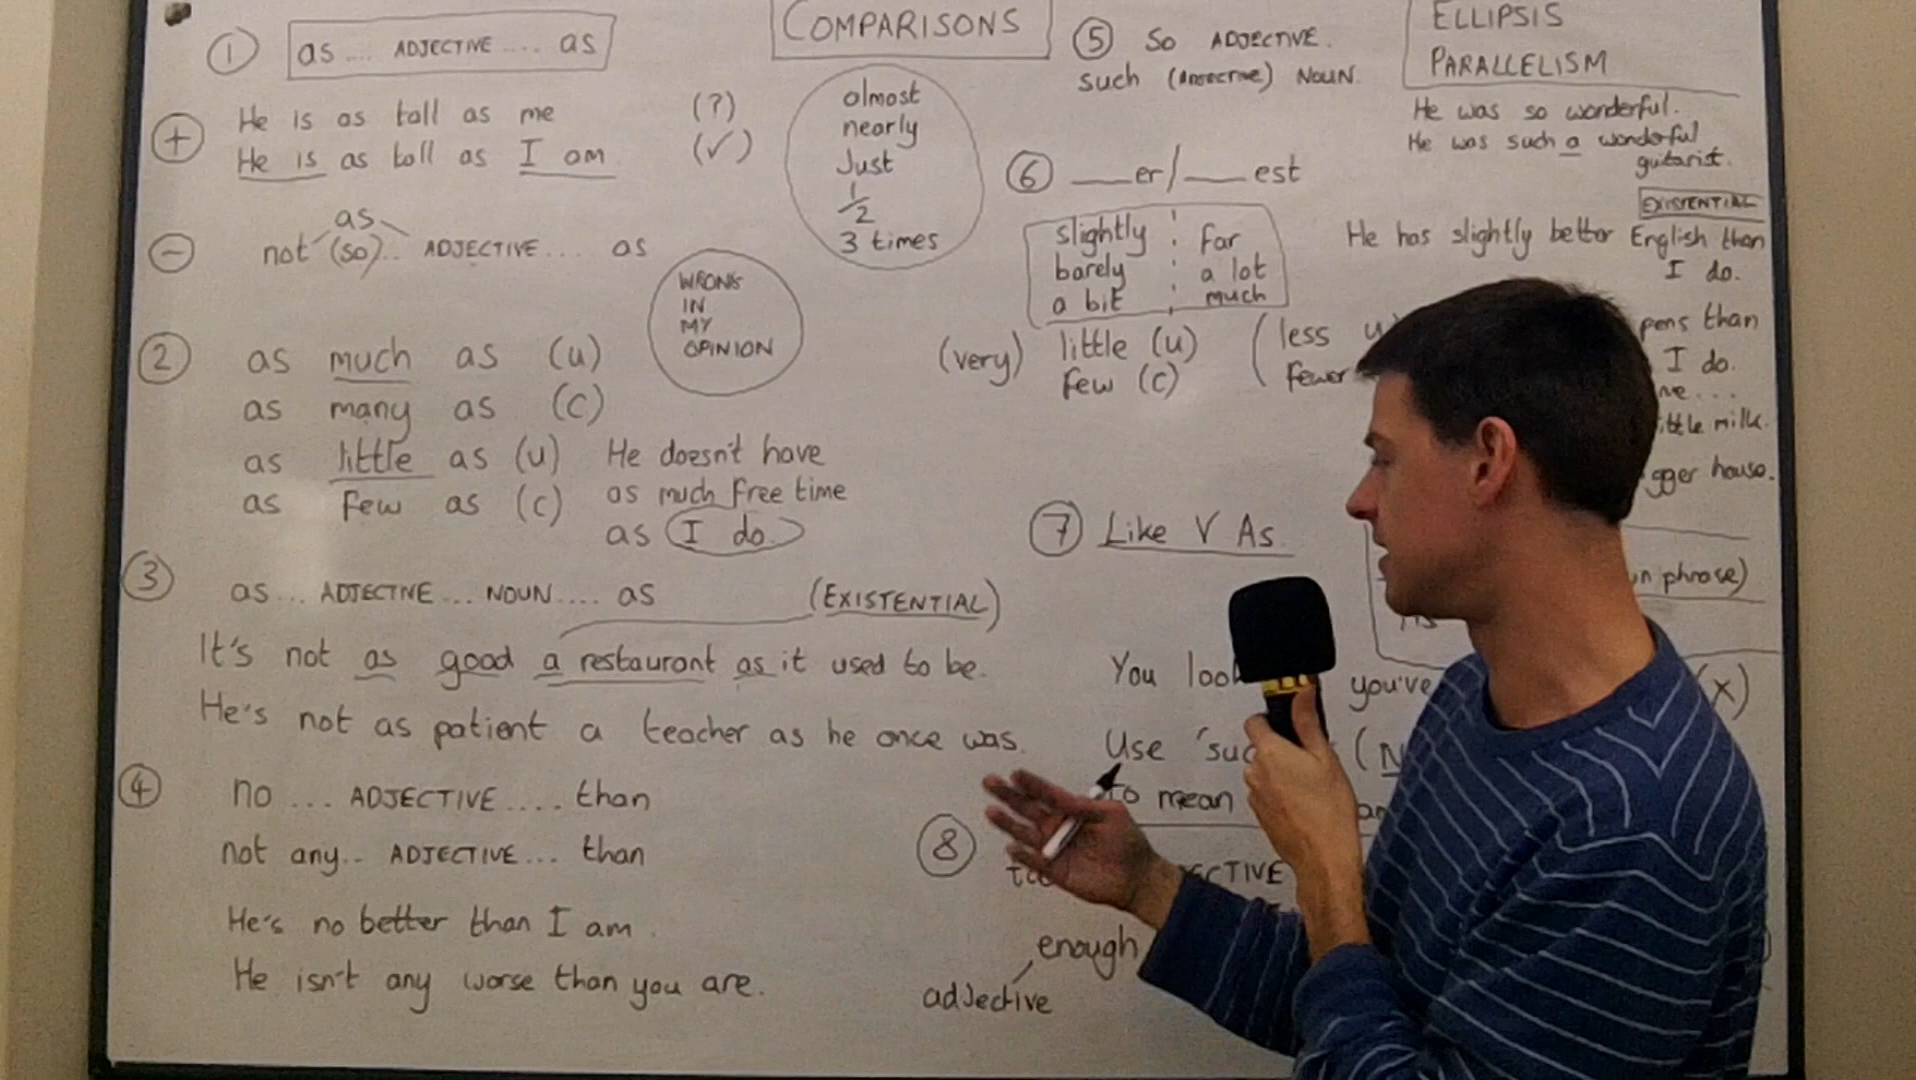 COMPARISONS
① as ... ADJECTIVE .... as
+ He is as tall as me (?)
He is as tall as I am (✓)
as
− not (so).. ADJECTIVE .... as
almost
nearly
Just
1/2
3 times
WRONG
IN
MY
OPINION
② as much as (u)
as many as (c)
as little as (u) He doesn't have
as few as (c) as much free time
as I do.
③ as ... ADJECTIVE ... NOUN .... as (EXISTENTIAL)
It's not as good a restaurant as it used to be.
He's not as patient a teacher as he once was.
④ no ... ADJECTIVE .... than
not any.. ADJECTIVE ... than
He's no better than I am.
He isn't any worse than you are.
⑤ So ADJECTIVE.
such (ADJECTIVE) NOUN.
ELLIPSIS
PARALLELISM
He was so wonderful.
He was such a wonderful
guitarist.
⑥ ___er/___est
EXISTENTIAL
slightly far
barely a lot
a bit much
He has slightly better English than
I do.
(very) little (u) (less u
few (c) (fewer
pens than
I do.
ttle milk.
gger house.
⑦ Like V As
n phrase)
You loo you've (X)
Use 'suc (N
to mean
⑧
CTIVE
enough
adjective